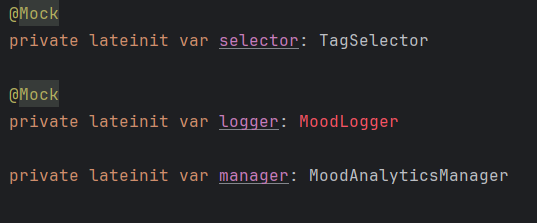 @Mock
private lateinit var selector: TagSelector
@Mock
private lateinit var logger: MoodLogger
private lateinit var manager: MoodAnalyticsManager